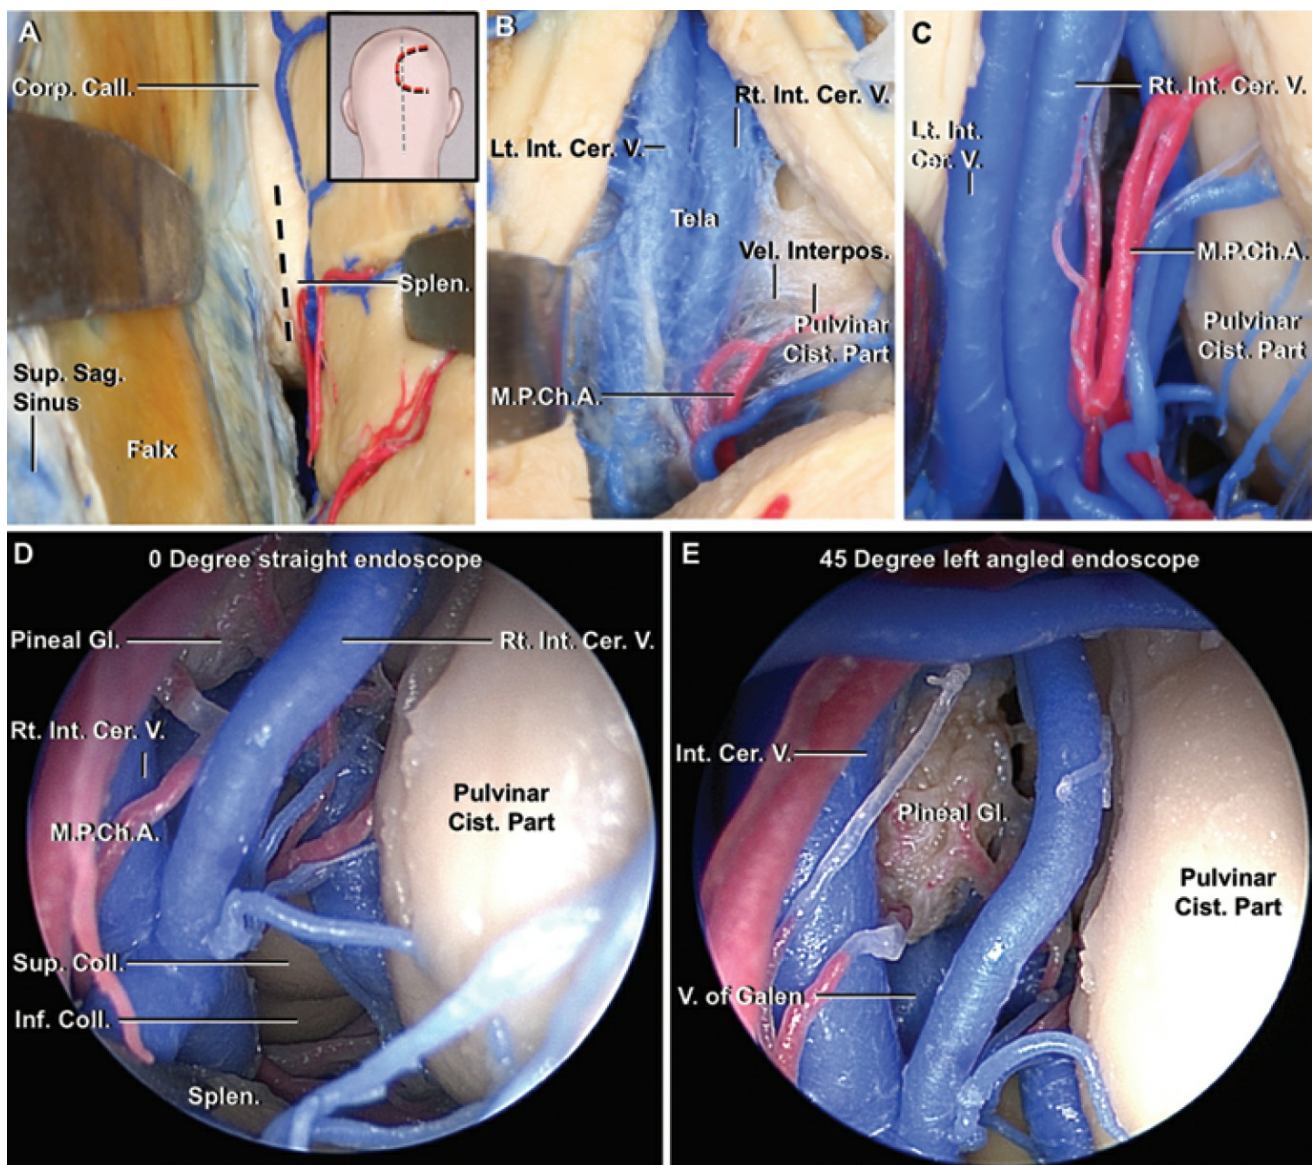 A
Corp. Call.
Splen.
Sup. Sag.
Sinus
Falx
B
Rt. Int. Cer. V.
Lt. Int. Cer. V.
Tela
Vel. Interpos.
Pulvinar
Cist. Part
M.P.Ch.A.
C
Rt. Int. Cer. V.
Lt. Int.
Cer. V.
M.P.Ch.A.
Pulvinar
Cist. Part
D
0 Degree straight endoscope
Pineal Gl.
Rt. Int. Cer. V.
Rt. Int. Cer. V.
M.P.Ch.A.
Pulvinar
Cist. Part
Sup. Coll.
Inf. Coll.
Splen.
E
45 Degree left angled endoscope
Int. Cer. V.
Pineal Gl.
Pulvinar
Cist. Part
V. of Galen